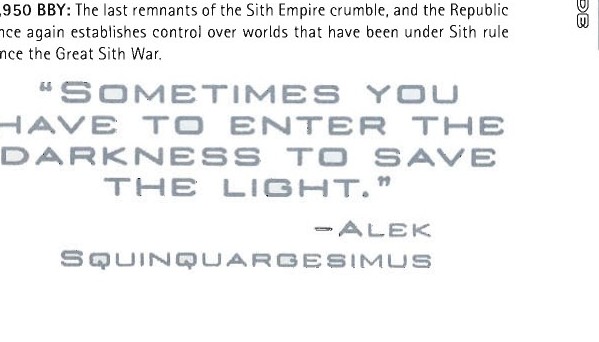 ,950 BBY: The last remnants of the Sith Empire crumble, and the Republic
nce again establishes control over worlds that have been under Sith rule
nce the Great Sith War.
“SOMETIMES YOU
HAVE TO ENTER THE
DARKNESS TO SAVE
THE LIGHT.”
–ALEK
SQUINQUARGESIMUS